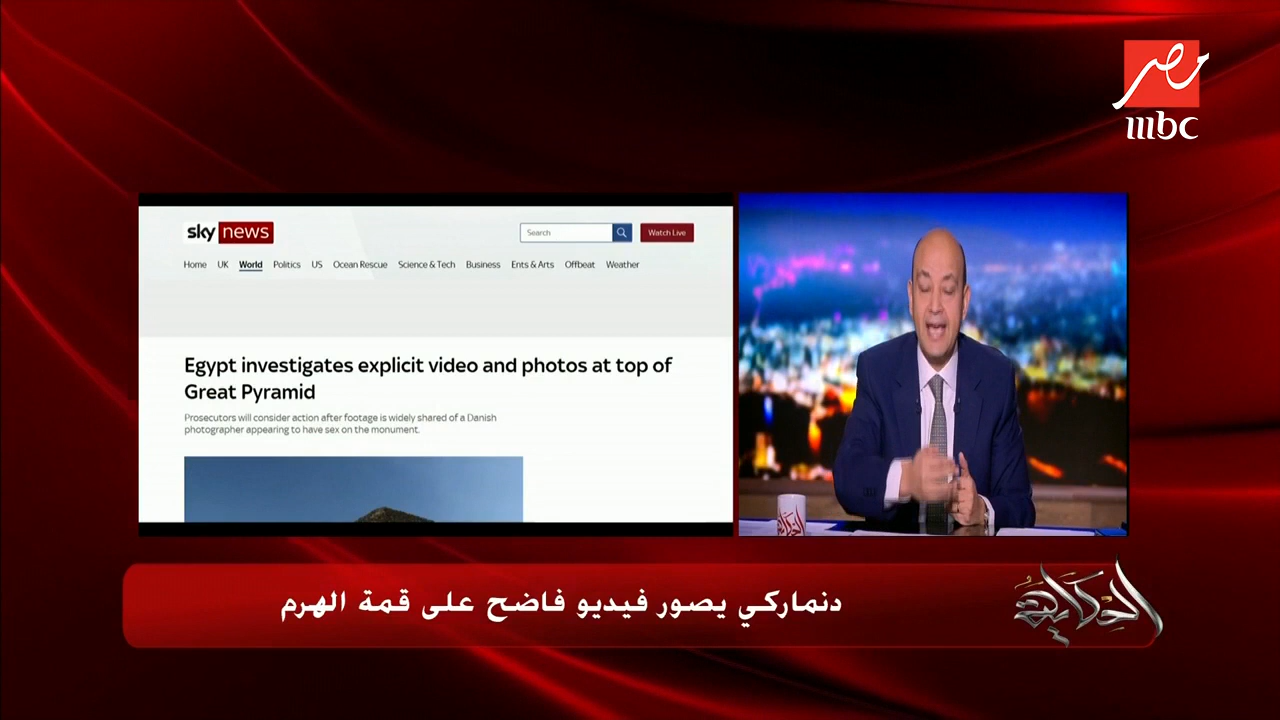 مصر
mbc
sky news
Search
Watch Live
Home UK World Politics US Ocean Rescue Science & Tech Business Ents & Arts Offbeat Weather
Egypt investigates explicit video and photos at top of
Great Pyramid
Prosecutors will consider action after footage is widely shared of a Danish
photographer appearing to have sex on the monument.
الحكاية
دنماركي يصور فيديو فاضح على قمة الهرم
الحكاية